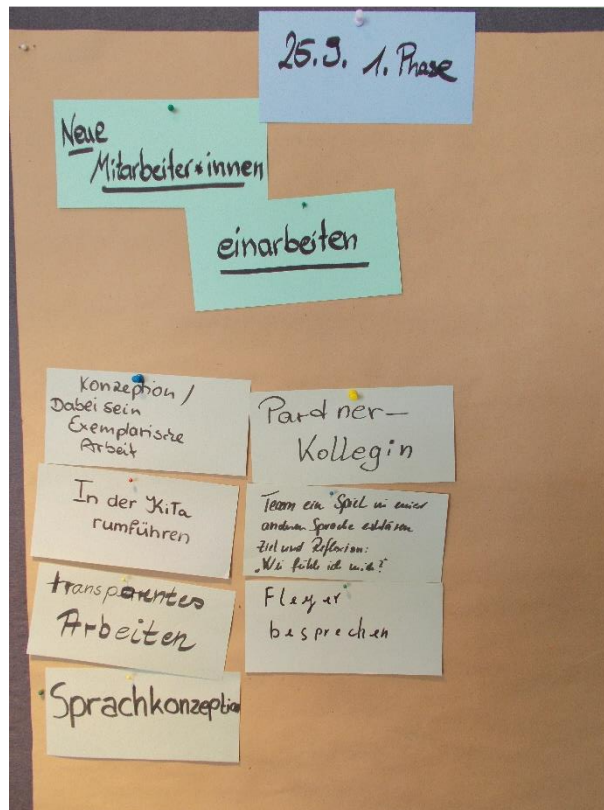 25.9. 1. Phase
Neue
Mitarbeiter*innen
einarbeiten
Konzeption /
Dabei sein
Exemplarische
Arbeit
In der KiTa
rumführen
transparentes
Arbeiten
Sprachkonzeption
Pardner-
Kollegin
Team ein Spiel in einer
anderen Sprache erklären
Ziel und Reflexion:
„Wie fühle ich mich?"
Flyer
besprechen